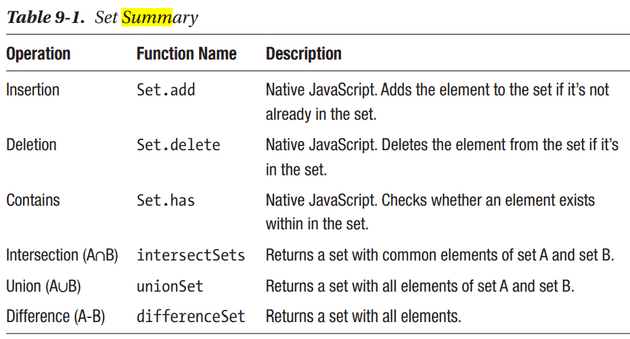 Table 9-1. Set Summary
Operation Function Name Description
Insertion Set.add Native JavaScript. Adds the element to the set if it’s not
already in the set.
Deletion Set.delete Native JavaScript. Deletes the element from the set if it’s
in the set.
Contains Set.has Native JavaScript. Checks whether an element exists
within in the set.
Intersection (A∩B) intersectSets Returns a set with common elements of set A and set B.
Union (A∪B) unionSet Returns a set with all elements of set A and set B.
Difference (A-B) differenceSet Returns a set with all elements.